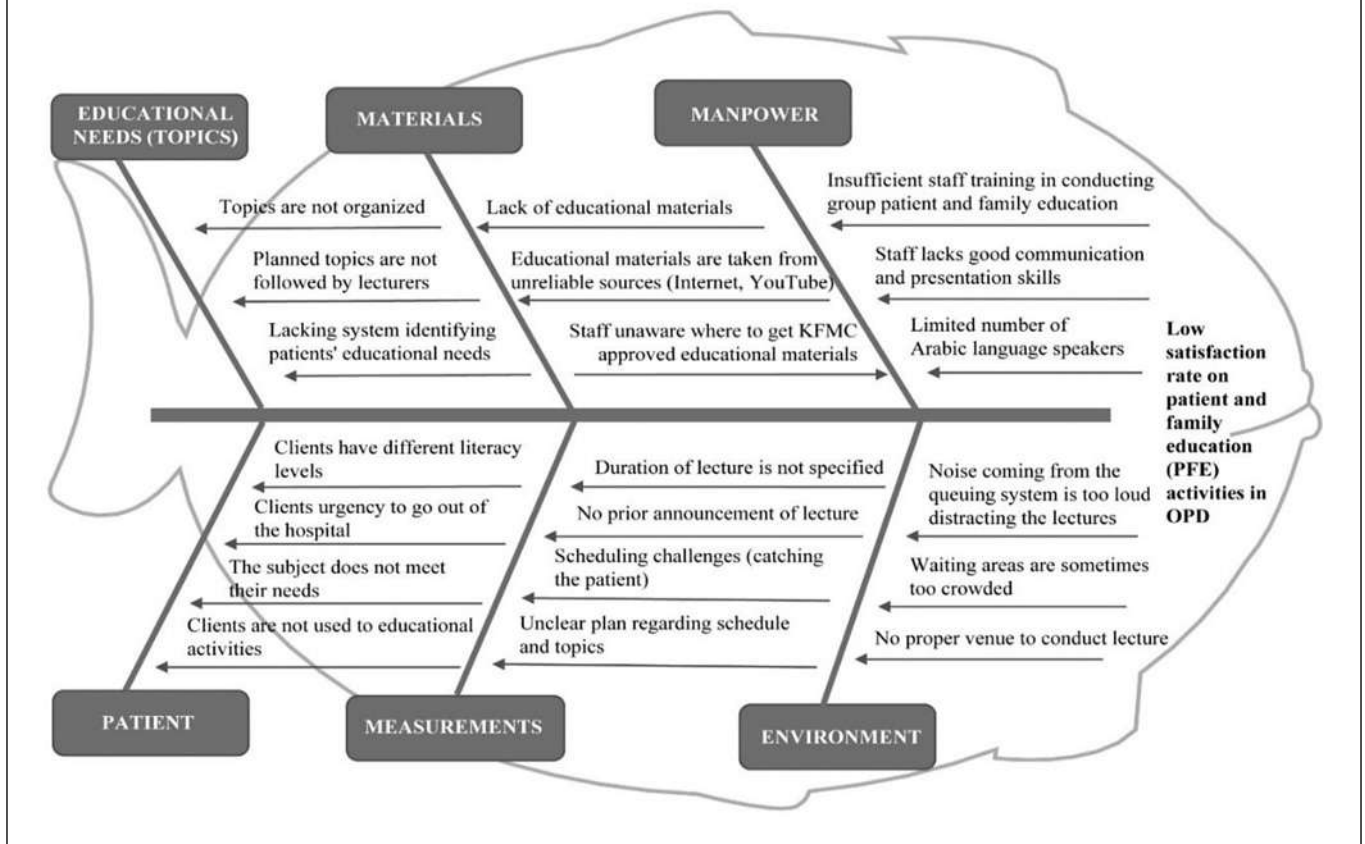 EDUCATIONAL
NEEDS (TOPICS)
MATERIALS
MANPOWER
Topics are not organized
Planned topics are not
followed by lecturers
Lacking system identifying
patients' educational needs
Lack of educational materials
Educational materials are taken from
unreliable sources (Internet, YouTube)
Staff unaware where to get KFMC
approved educational materials
Insufficient staff training in conducting
group patient and family education
Staff lacks good communication
and presentation skills
Limited number of
Arabic language speakers
Low
satisfaction
rate on
patient and
family
education
(PFE)
activities in
OPD
Clients have different literacy
levels
Clients urgency to go out of
the hospital
The subject does not meet
their needs
Clients are not used to educational
activities
Duration of lecture is not specified
No prior announcement of lecture
Scheduling challenges (catching
the patient)
Unclear plan regarding schedule
and topics
Noise coming from the
queuing system is too loud
distracting the lectures
Waiting areas are sometimes
too crowded
No proper venue to conduct lecture
PATIENT
MEASUREMENTS
ENVIRONMENT